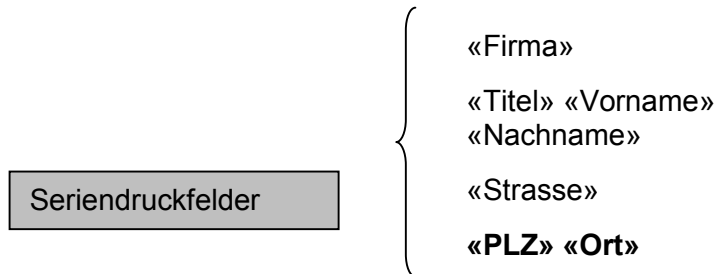 «Firma»
«Titel» «Vorname»
«Nachname»
Seriendruckfelder
«Strasse»
«PLZ» «Ort»